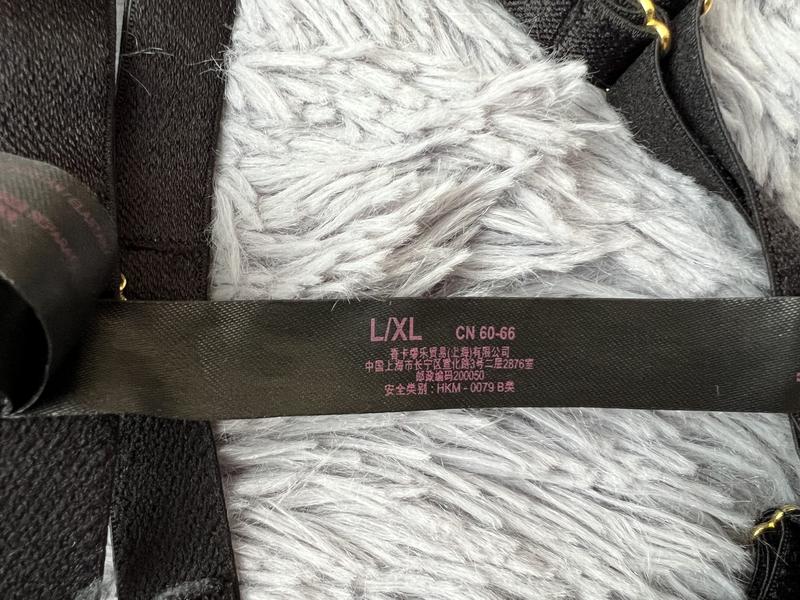 L/XL CN 60-66
香卡帶乐贸易(上海)有限公司
中国上海市长宁区宣化路3号二层2876室
邮政编码200050
安全类别 : HKM - 0079 B类